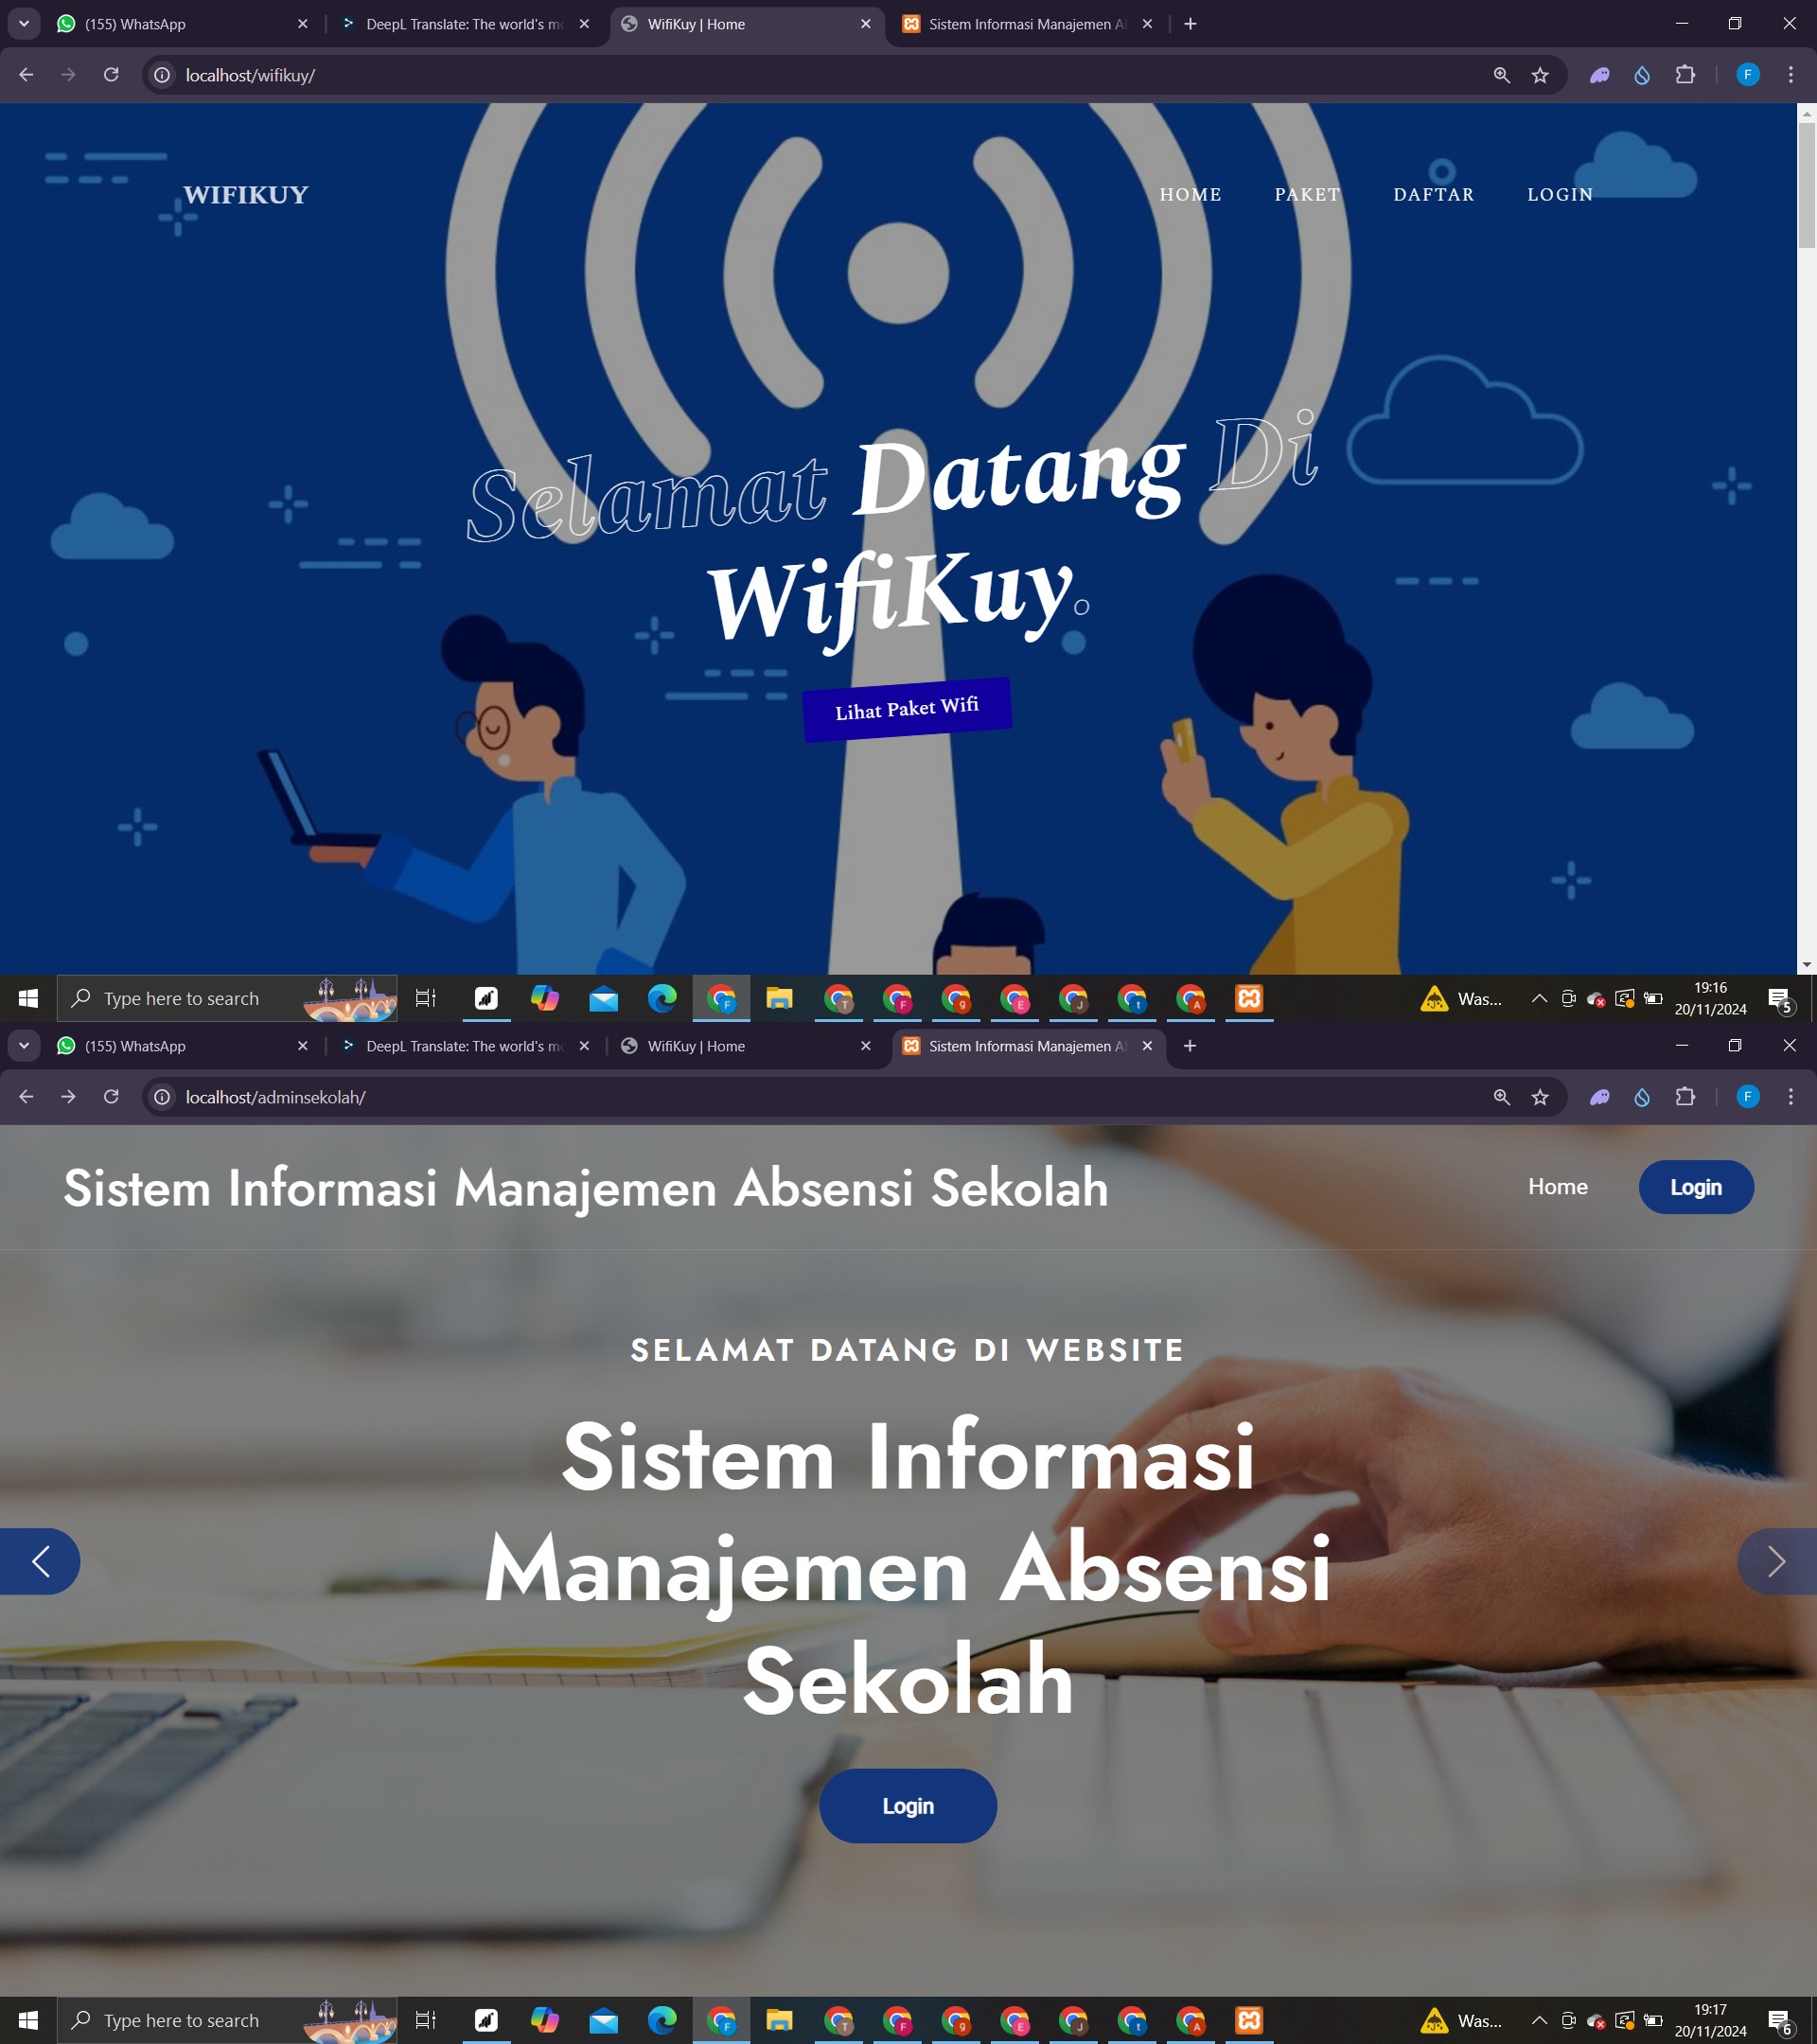 (155) WhatsApp
DeepL Translate: The world's m
WifiKuy | Home
Sistem Informasi Manajemen A
localhost/wifikuy/
F
WIFIKUY
HOME PAKET DAFTAR LOGIN
Selamat Datang Di
WifiKuy.
Lihat Paket Wifi
Type here to search
F T F g E J t A
Was...
19:16
20/11/2024
5
(155) WhatsApp
DeepL Translate: The world's m
WifiKuy | Home
Sistem Informasi Manajemen A
localhost/adminsekolah/
F
Sistem Informasi Manajemen Absensi Sekolah
Home Login
SELAMAT DATANG DI WEBSITE
Sistem Informasi
Manajemen Absensi
Sekolah
Login
Type here to search
F T F g E J t A
Was...
19:17
20/11/2024
6